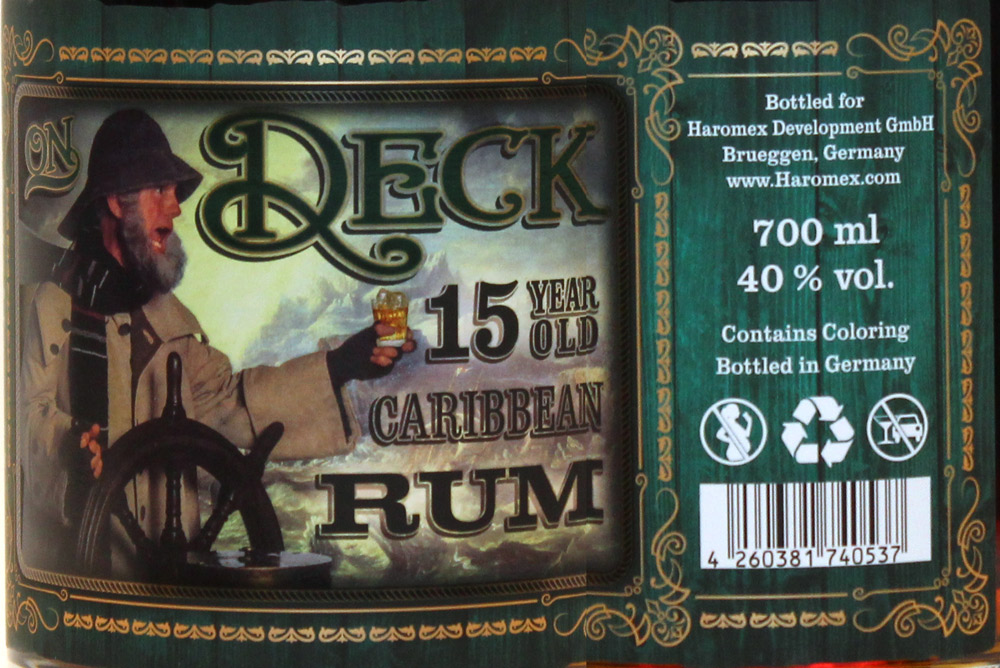 ON
DECK
15 YEAR
OLD
CARIBBEAN
RUM
Bottled for
Haromex Development GmbH
Brueggen, Germany
www.Haromex.com
700 ml
40 % vol.
Contains Coloring
Bottled in Germany
4 260381 740537